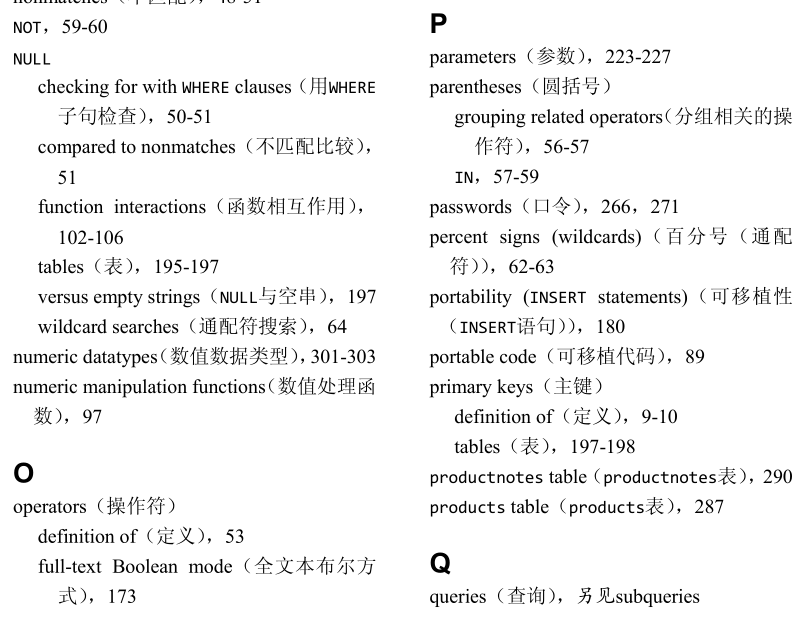 nonmatches（不匹配），48-51
NOT，59-60
NULL
checking for with WHERE clauses（用WHERE
子句检查），50-51
compared to nonmatches（不匹配比较），
51
function interactions（函数相互作用），
102-106
tables（表），195-197
versus empty strings（NULL与空串），197
wildcard searches（通配符搜索），64
numeric datatypes（数值数据类型），301-303
numeric manipulation functions（数值处理函
数），97
O
operators（操作符）
definition of（定义），53
full-text Boolean mode（全文本布尔方
式），173
P
parameters（参数），223-227
parentheses（圆括号）
grouping related operators（分组相关的操
作符），56-57
IN，57-59
passwords（口令），266，271
percent signs (wildcards)（百分号（通配
符）），62-63
portability (INSERT statements)（可移植性
（INSERT语句）），180
portable code（可移植代码），89
primary keys（主键）
definition of（定义），9-10
tables（表），197-198
productnotes table（productnotes表），290
products table（products表），287
Q
queries（查询），另见subqueries